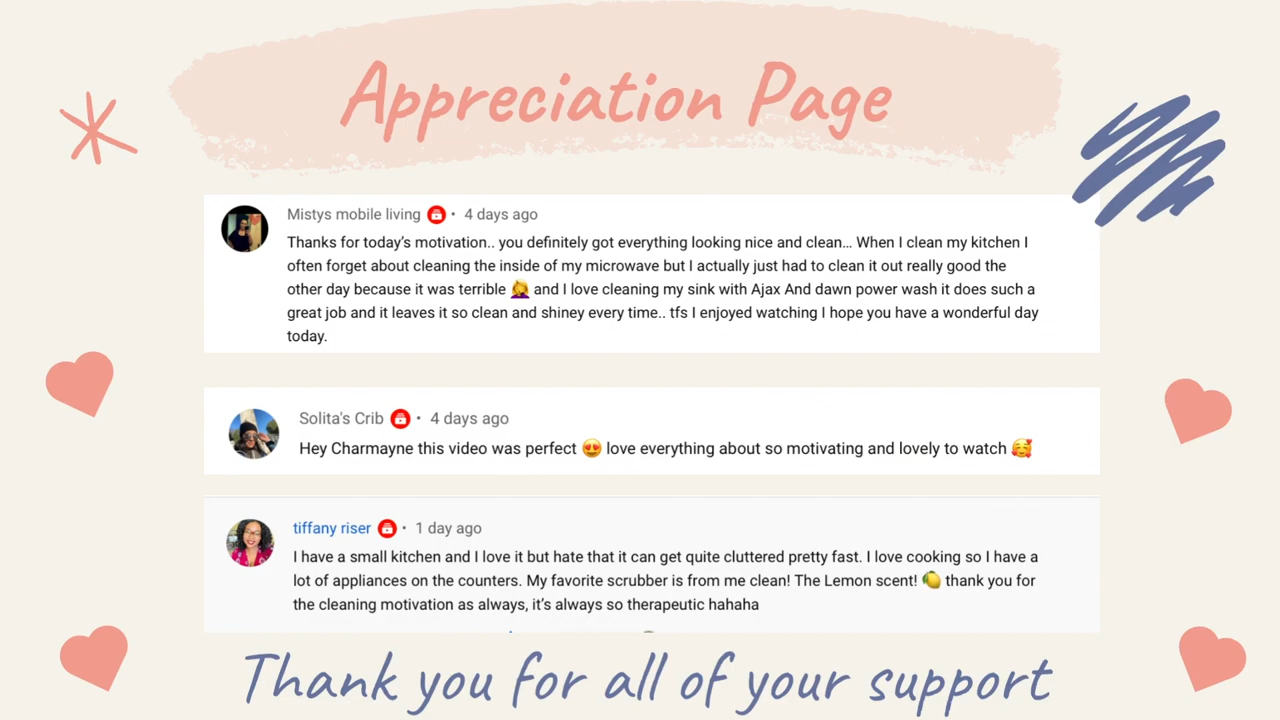 Appreciation Page
Mistys mobile living • 4 days ago
Thanks for today's motivation.. you definitely got everything looking nice and clean... When I clean my kitchen I
often forget about cleaning the inside of my microwave but I actually just had to clean it out really good the
other day because it was terrible 🤦‍♀️ and I love cleaning my sink with Ajax And dawn power wash it does such a
great job and it leaves it so clean and shiney every time.. tfs I enjoyed watching I hope you have a wonderful day
today.
Solita's Crib • 4 days ago
Hey Charmayne this video was perfect 😍 love everything about so motivating and lovely to watch 🥰
tiffany riser • 1 day ago
I have a small kitchen and I love it but hate that it can get quite cluttered pretty fast. I love cooking so I have a
lot of appliances on the counters. My favorite scrubber is from me clean! The Lemon scent! 🍋 thank you for
the cleaning motivation as always, it's always so therapeutic hahaha
Thank you for all of your support